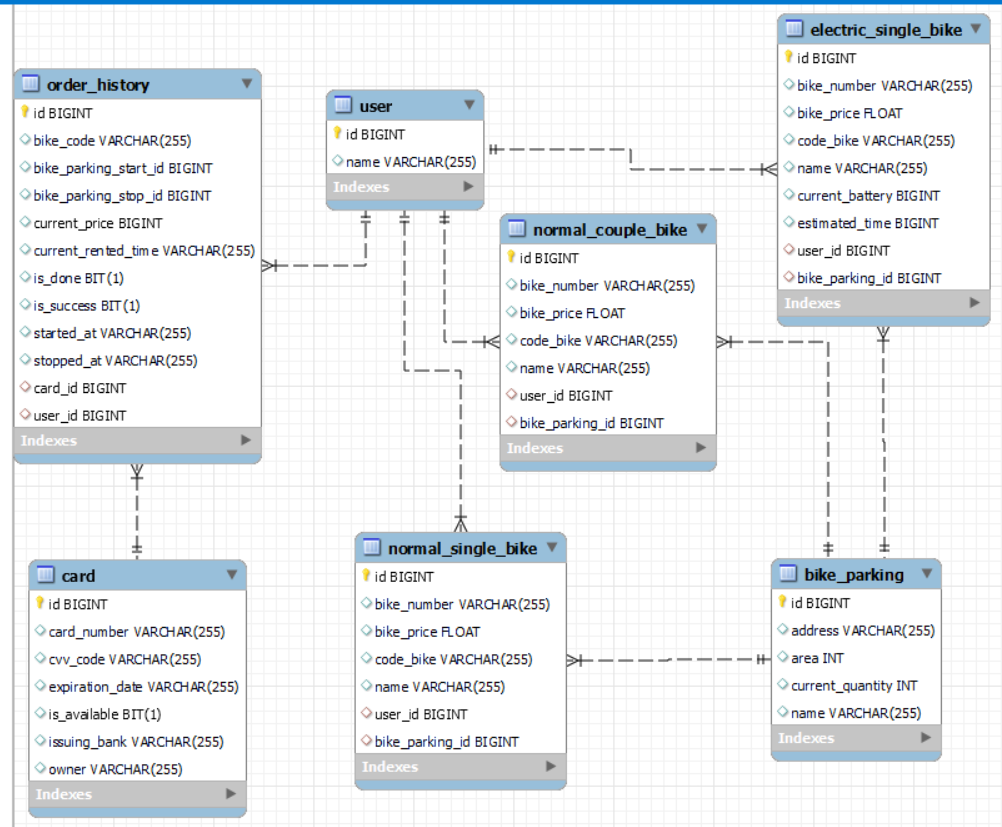 order_history
id BIGINT
bike_code VARCHAR(255)
bike_parking_start_id BIGINT
bike_parking_stop_id BIGINT
current_price BIGINT
current_rented_time VARCHAR(255)
is_done BIT(1)
is_success BIT(1)
started_at VARCHAR(255)
stopped_at VARCHAR(255)
card_id BIGINT
user_id BIGINT
Indexes
user
id BIGINT
name VARCHAR(255)
Indexes
electric_single_bike
id BIGINT
bike_number VARCHAR(255)
bike_price FLOAT
code_bike VARCHAR(255)
name VARCHAR(255)
current_battery BIGINT
estimated_time BIGINT
user_id BIGINT
bike_parking_id BIGINT
Indexes
normal_couple_bike
id BIGINT
bike_number VARCHAR(255)
bike_price FLOAT
code_bike VARCHAR(255)
name VARCHAR(255)
user_id BIGINT
bike_parking_id BIGINT
Indexes
card
id BIGINT
card_number VARCHAR(255)
cvv_code VARCHAR(255)
expiration_date VARCHAR(255)
is_available BIT(1)
issuing_bank VARCHAR(255)
owner VARCHAR(255)
Indexes
normal_single_bike
id BIGINT
bike_number VARCHAR(255)
bike_price FLOAT
code_bike VARCHAR(255)
name VARCHAR(255)
user_id BIGINT
bike_parking_id BIGINT
Indexes
bike_parking
id BIGINT
address VARCHAR(255)
area INT
current_quantity INT
name VARCHAR(255)
Indexes